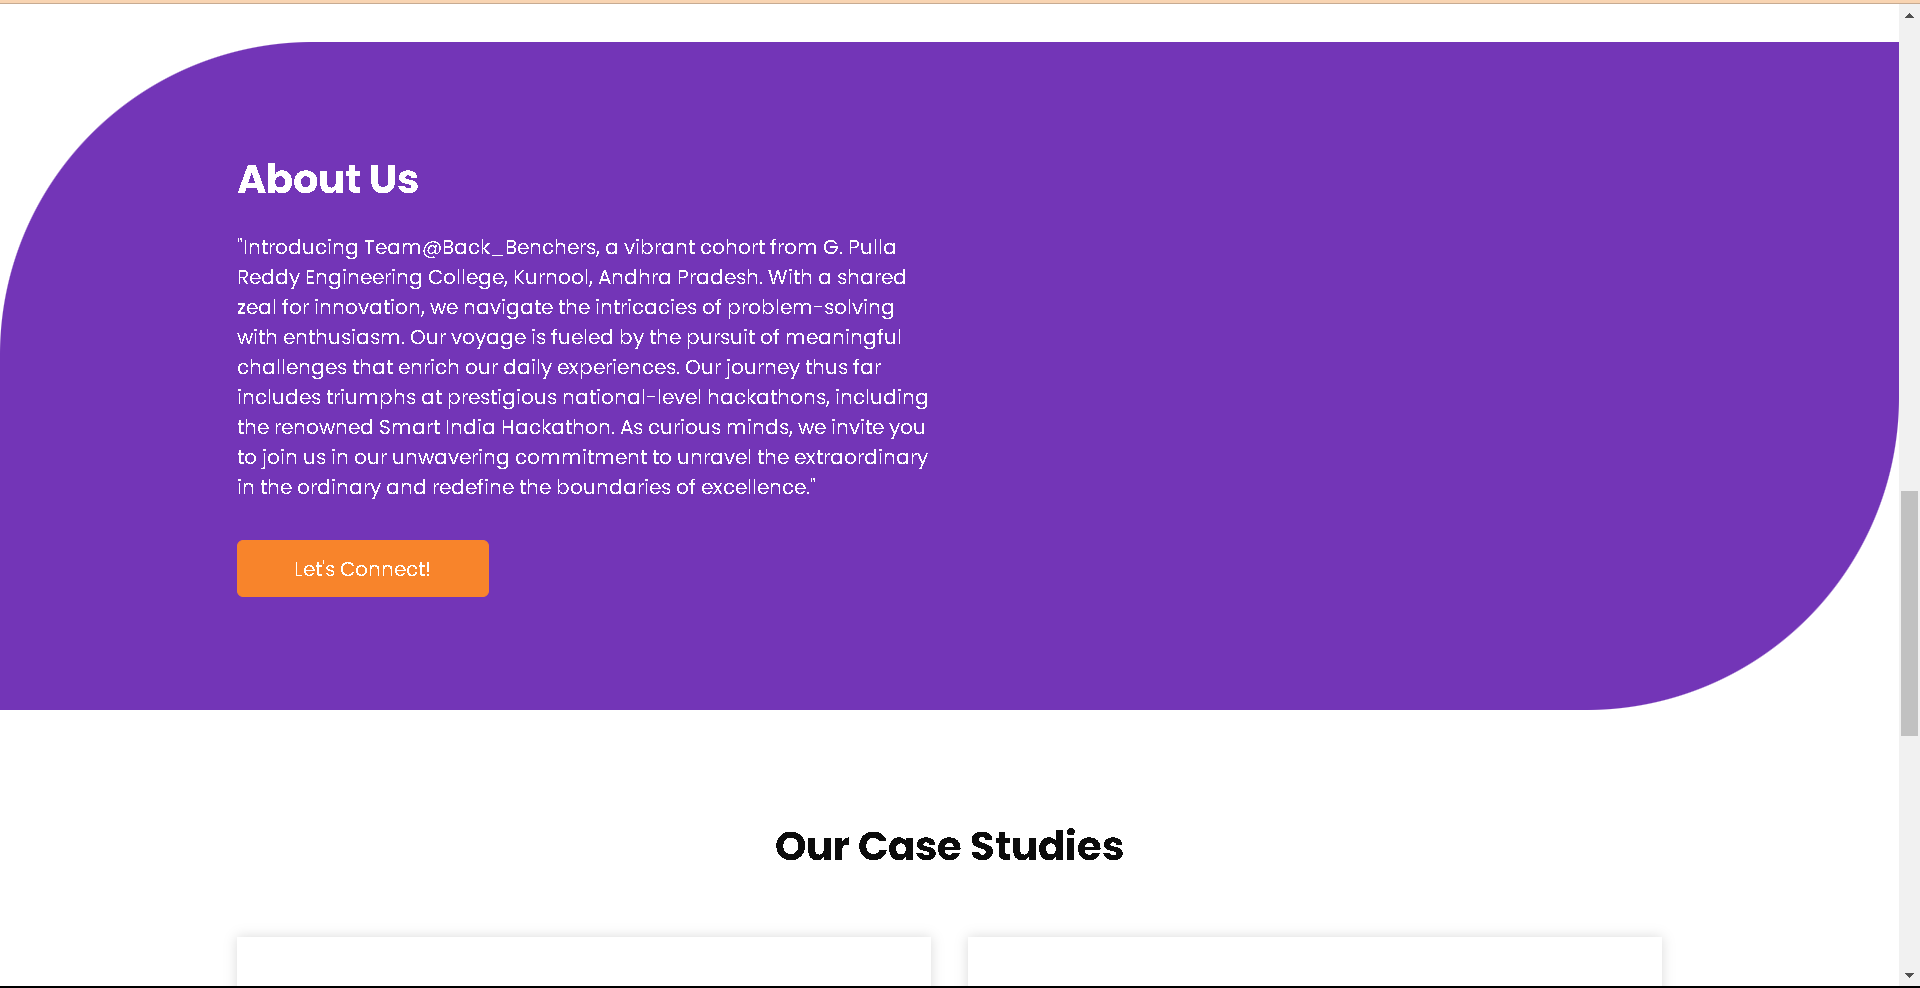 About Us
"Introducing Team@Back_Benchers, a vibrant cohort from G. Pulla
Reddy Engineering College, Kurnool, Andhra Pradesh. With a shared
zeal for innovation, we navigate the intricacies of problem-solving
with enthusiasm. Our voyage is fueled by the pursuit of meaningful
challenges that enrich our daily experiences. Our journey thus far
includes triumphs at prestigious national-level hackathons, including
the renowned Smart India Hackathon. As curious minds, we invite you
to join us in our unwavering commitment to unravel the extraordinary
in the ordinary and redefine the boundaries of excellence."
Let's Connect!
Our Case Studies